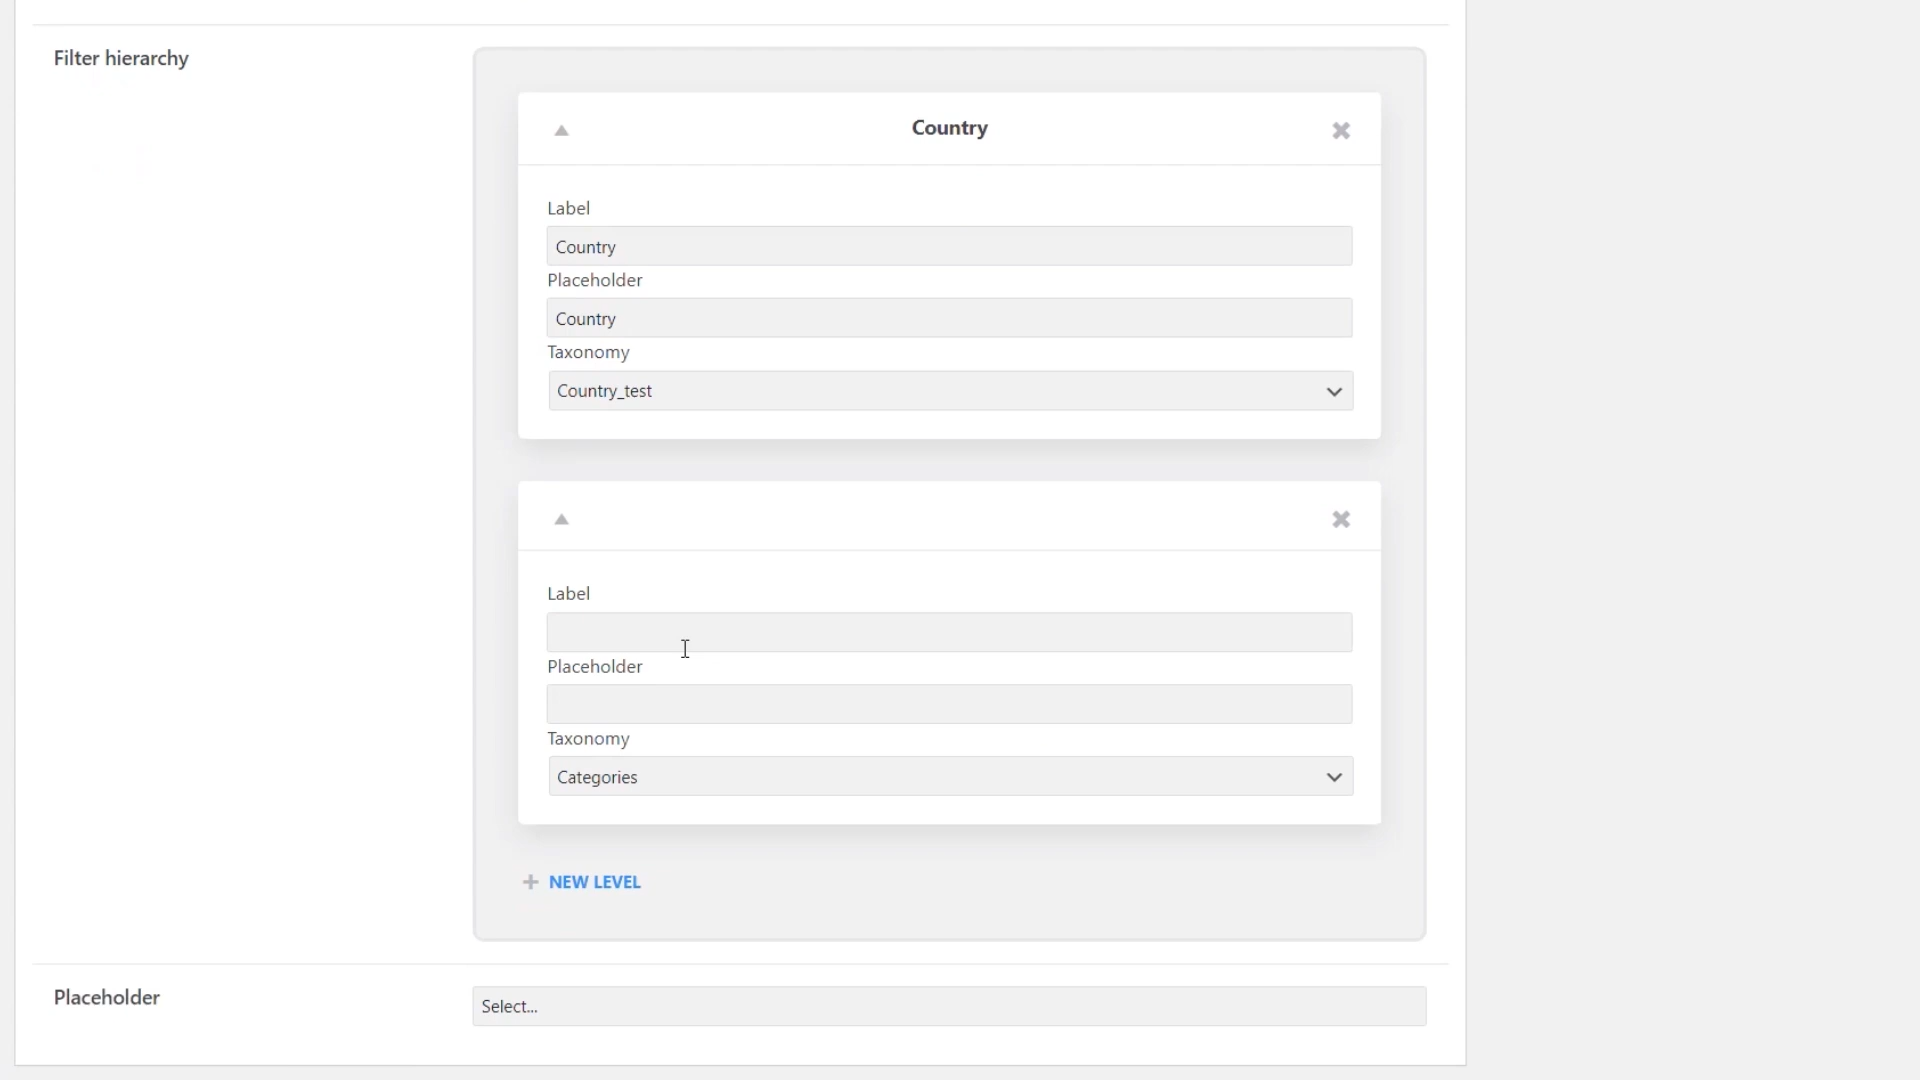 Filter hierarchy
Country
Label
Country
Placeholder
Country
Taxonomy
Country_test
Label
Placeholder
Taxonomy
Categories
NEW LEVEL
Placeholder
Select...